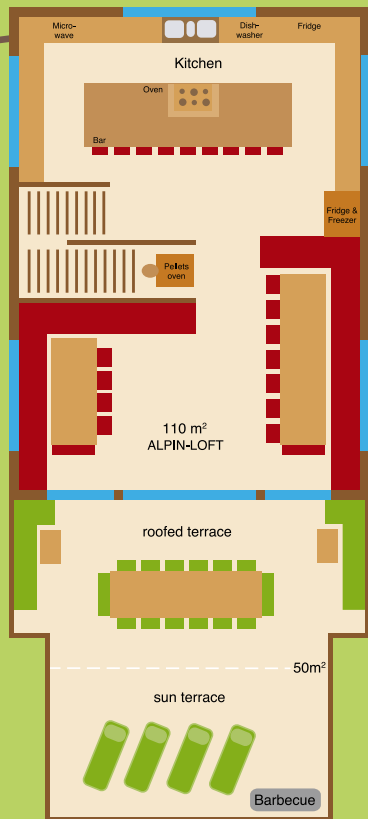 Micro-
wave
Dish-
washer
Fridge
Kitchen
Oven
Bar
Fridge &
Freezer
Pellets
oven
110 m²
ALPIN-LOFT
roofed terrace
50m²
sun terrace
Barbecue